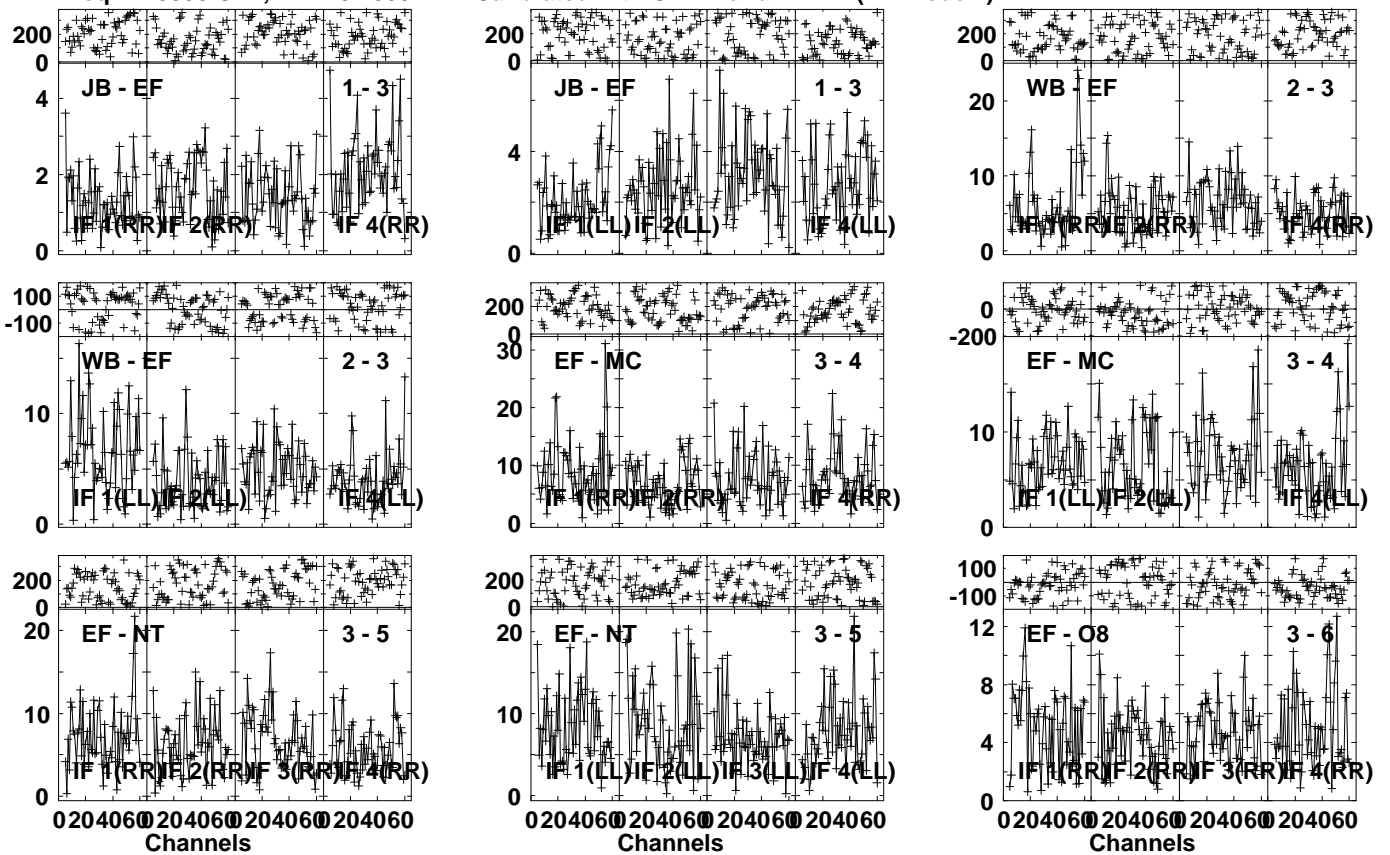 200
0
200
0
200
0
JB - EF 1 - 3
JB - EF 1 - 3
WB - EF 2 - 3
4
2
0
4
0
20
10
0
IF 1(RR) IF 2(RR) IF 4(RR)
IF 1(LL) IF 2(LL) IF 4(LL)
IF 1(RR) IF 2(RR) IF 4(RR)
100
-100
200
0
0
-200
WB - EF 2 - 3
EF - MC 3 - 4
EF - MC 3 - 4
10
0
30
20
10
0
10
0
IF 1(LL) IF 2(LL) IF 4(LL)
IF 1(RR) IF 2(RR) IF 4(RR)
IF 1(LL) IF 2(LL) IF 4(LL)
200
0
200
0
100
-100
EF - NT 3 - 5
EF - NT 3 - 5
EF - O8 3 - 6
20
10
0
20
10
0
12
8
4
0
IF 1(RR) IF 2(RR) IF 3(RR) IF 4(RR)
IF 1(LL) IF 2(LL) IF 3(LL) IF 4(LL)
IF 1(RR) IF 2(RR) IF 3(RR) IF 4(RR)
0 20 40 60 0 20 40 60 0 20 40 60 0 20 40 60
0 20 40 60 0 20 40 60 0 20 40 60 0 20 40 60
0 20 40 60 0 20 40 60 0 20 40 60 0 20 40 60
Channels
Channels
Channels